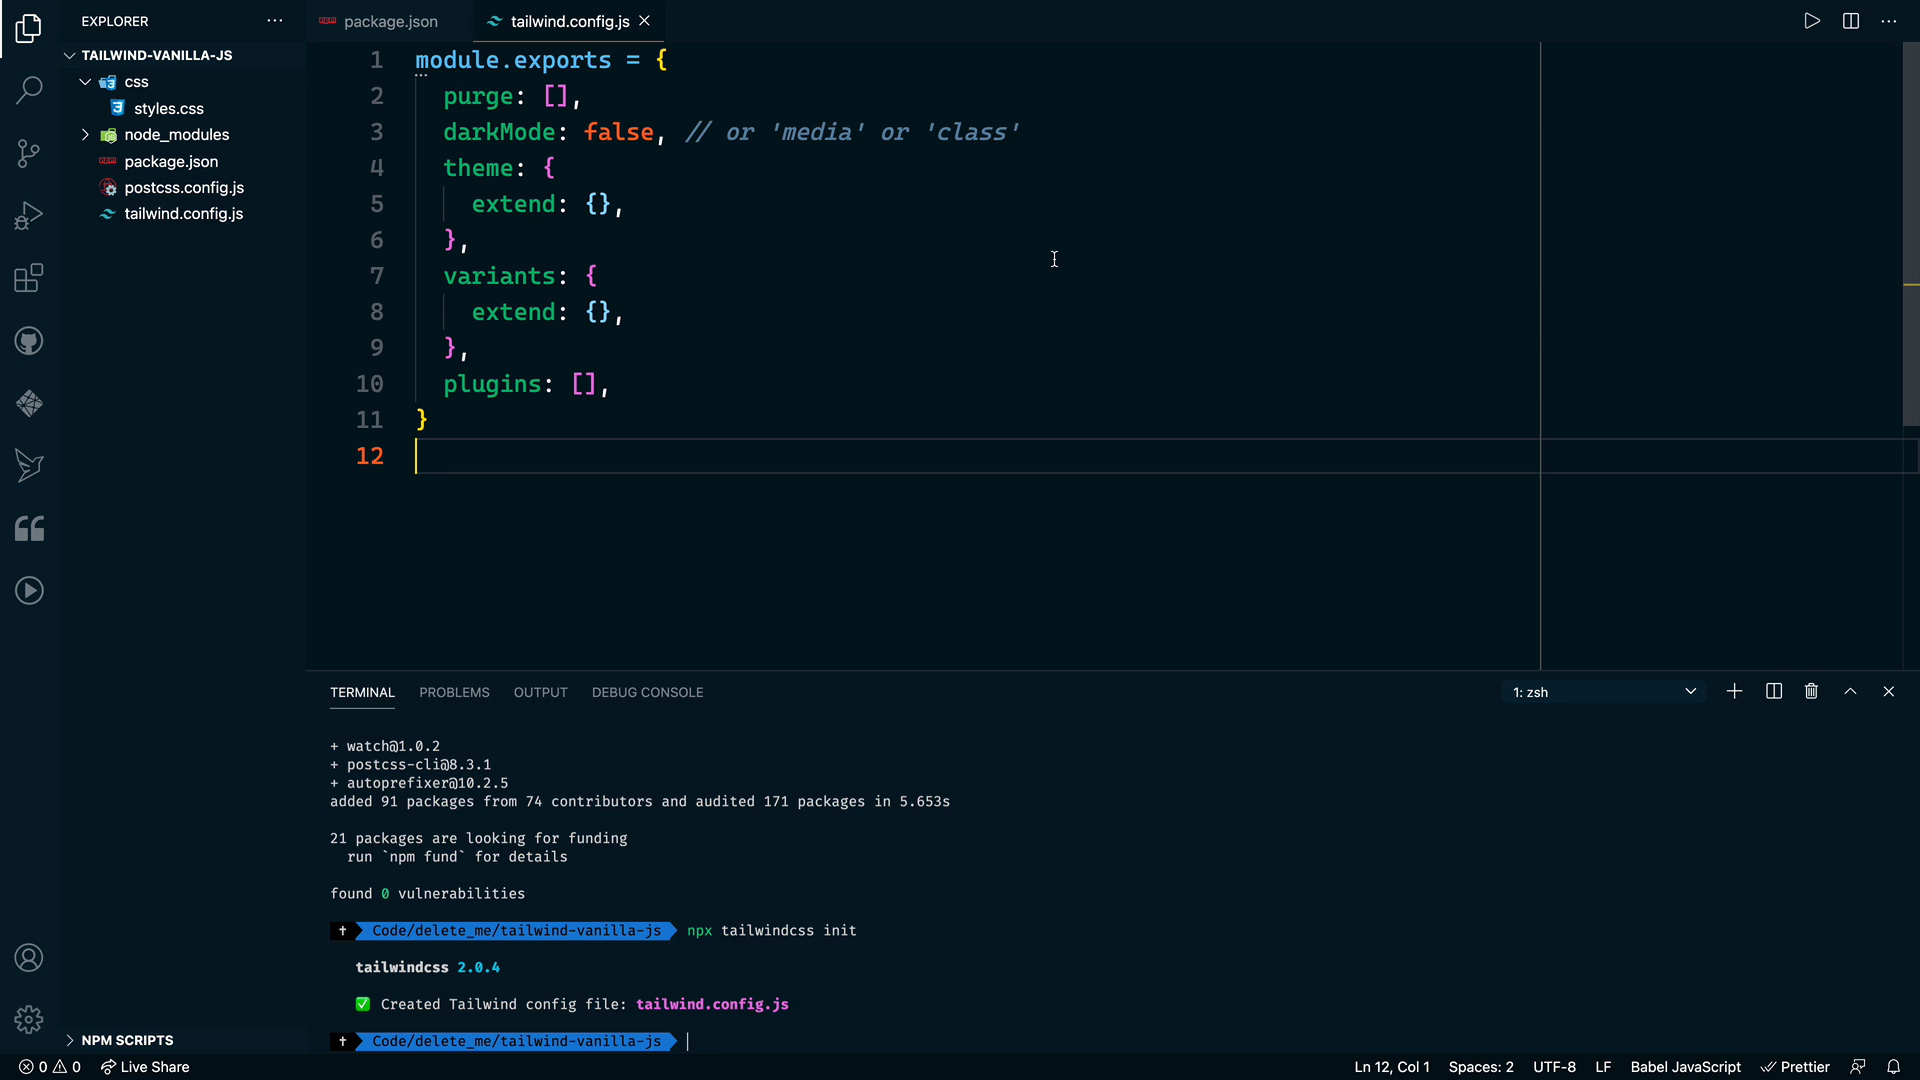 EXPLORER
TAILWIND-VANILLA-JS
css
styles.css
node_modules
package.json
postcss.config.js
tailwind.config.js
NPM SCRIPTS
package.json
tailwind.config.js
1 module.exports = {
2 purge: [],
3 darkMode: false, // or 'media' or 'class'
4 theme: {
5 extend: {},
6 },
7 variants: {
8 extend: {},
9 },
10 plugins: [],
11 }
12
TERMINAL PROBLEMS OUTPUT DEBUG CONSOLE 1: zsh
+ watch@1.0.2
+ postcss-cli@8.3.1
+ autoprefixer@10.2.5
added 91 packages from 74 contributors and audited 171 packages in 5.653s
21 packages are looking for funding
run `npm fund` for details
found 0 vulnerabilities
Code/delete_me/tailwind-vanilla-js npx tailwindcss init
tailwindcss 2.0.4
✅ Created Tailwind config file: tailwind.config.js
Code/delete_me/tailwind-vanilla-js
0 0 Live Share Ln 12, Col 1 Spaces: 2 UTF-8 LF Babel JavaScript Prettier